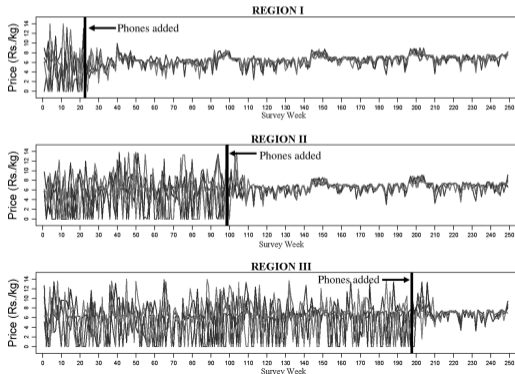 REGION I
Price (Rs./kg)
0 2 4 6 8 10 12 14
Phones added
0 10 20 30 40 50 60 70 80 90 100 110 120 130 140 150 160 170 180 190 200 210 220 230 240 250
Survey Week
REGION II
Price (Rs./kg)
0 2 4 6 8 10 12 14
Phones added
0 10 20 30 40 50 60 70 80 90 100 110 120 130 140 150 160 170 180 190 200 210 220 230 240 250
Survey Week
REGION III
Price (Rs./kg)
0 2 4 6 8 10 12 14
Phones added
0 10 20 30 40 50 60 70 80 90 100 110 120 130 140 150 160 170 180 190 200 210 220 230 240 250
Survey Week